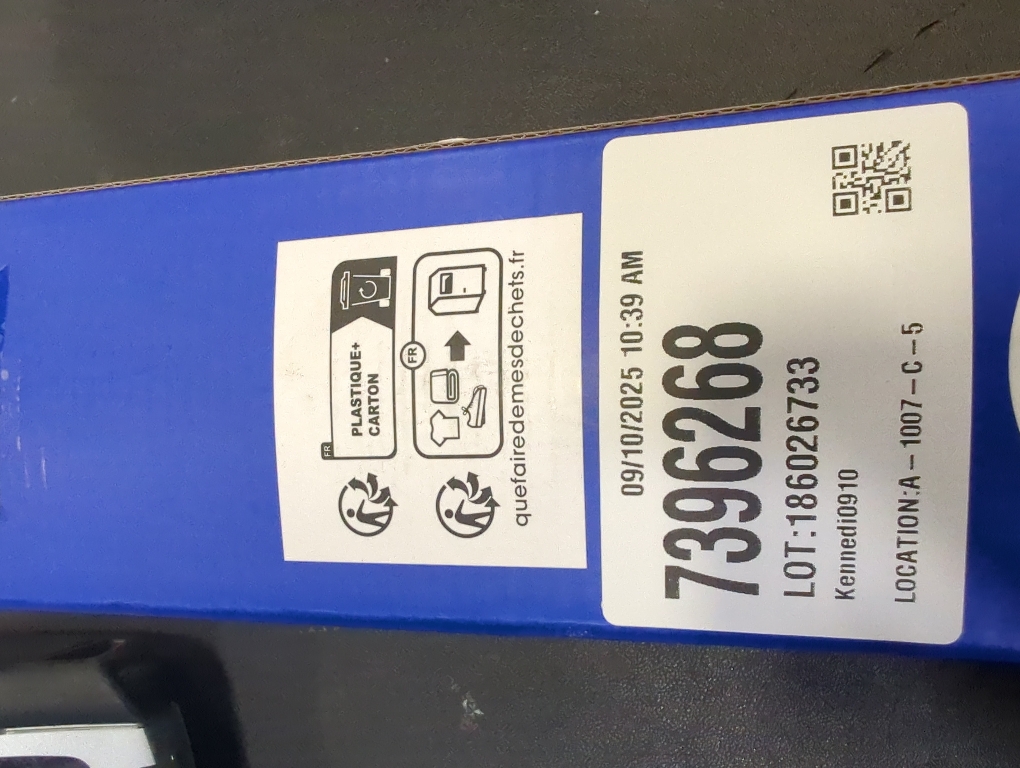 FR
PLASTIQUE+
CARTON
FR
quefairedemesdechets.fr
09/10/2025 10:39 AM
7396268
LOT:186026733
Kennedi0910
LOCATION:A-1007-C-5